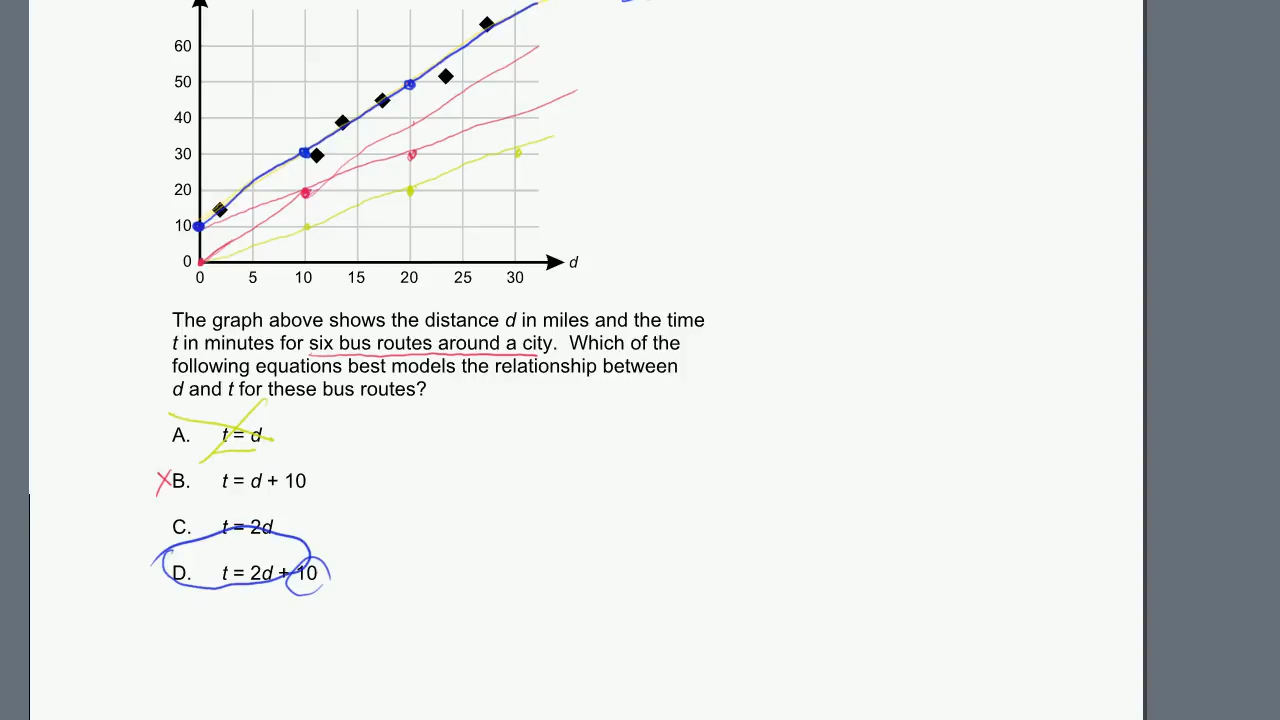 60
50
40
30
20
10
0
0 5 10 15 20 25 30 d
The graph above shows the distance d in miles and the time
t in minutes for six bus routes around a city. Which of the
following equations best models the relationship between
d and t for these bus routes?
A. t = d
B. t = d + 10
C. t = 2d
D. t = 2d + 10